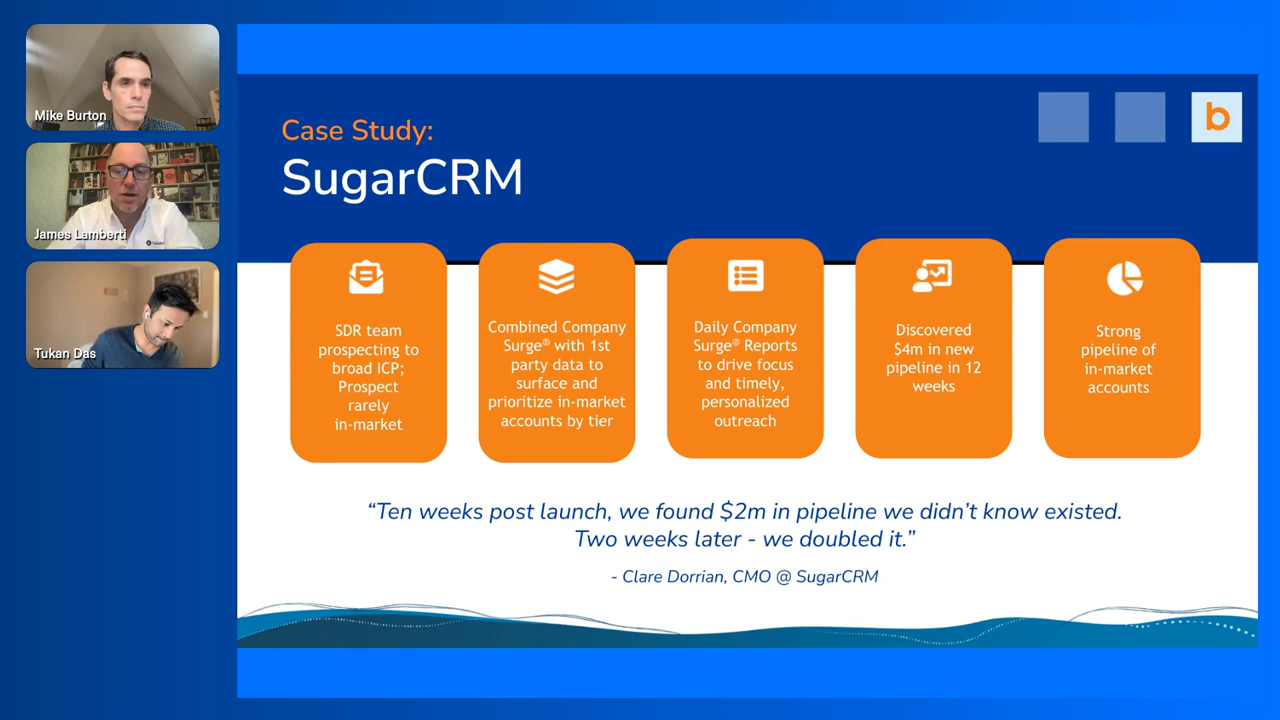 Mike Burton
James Lamberti
Tukan Das
Case Study:
SugarCRM
b
SDR team
prospecting to
broad ICP;
Prospect
rarely
in-market
Combined Company
Surge® with 1st
party data to
surface and
prioritize in-market
accounts by tier
Daily Company
Surge® Reports
to drive focus
and timely,
personalized
outreach
Discovered
$4m in new
pipeline in 12
weeks
Strong
pipeline of
in-market
accounts
“Ten weeks post launch, we found $2m in pipeline we didn’t know existed.
Two weeks later - we doubled it.”
- Clare Dorrian, CMO @ SugarCRM